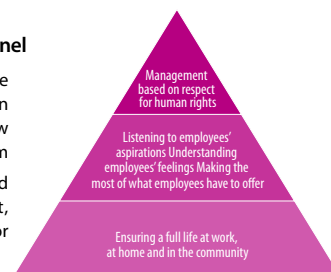 nel
e
n
w
m
d
t,
or
Management
based on respect
for human rights
Listening to employees’
aspirations Understanding
employees’ feelings Making the
most of what employees have to offer
Ensuring a full life at work,
at home and in the community